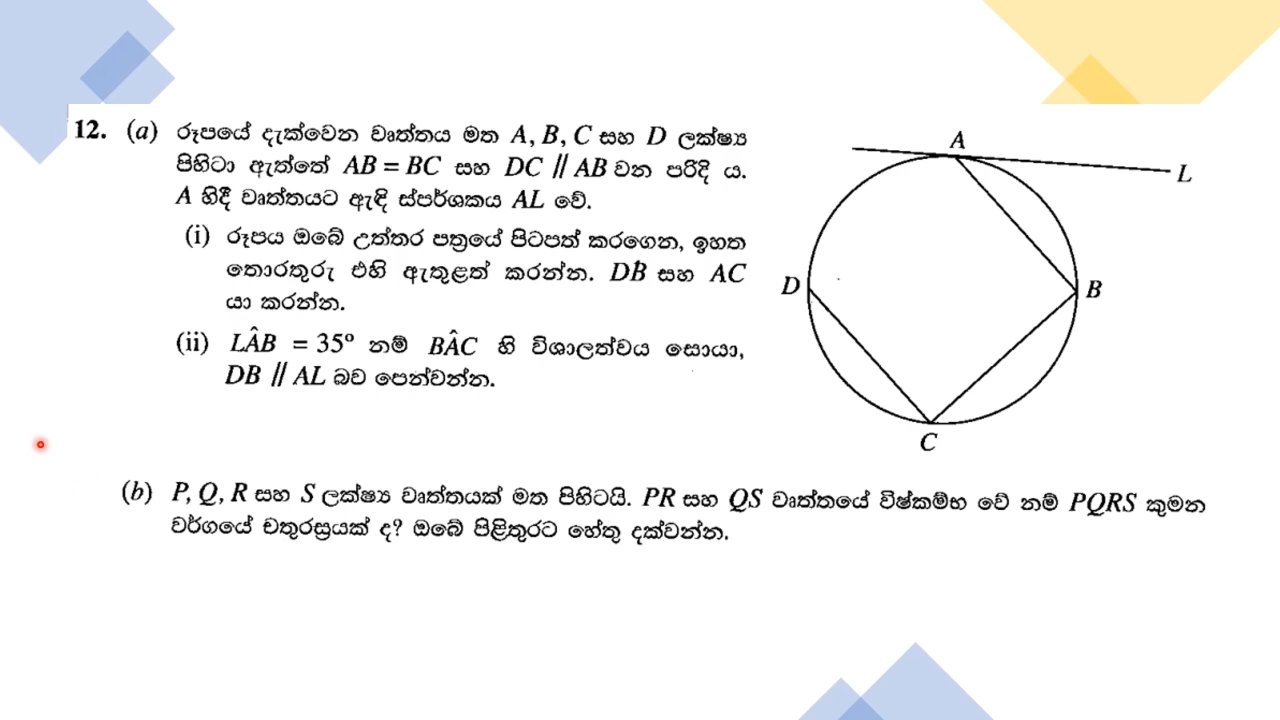 12. (a) රූපයේ දැක්වෙන වෘත්තය මත A, B, C සහ D ලක්ෂ්‍ය
පිහිටා ඇත්තේ AB = BC සහ DC // AB වන පරිදි ය.
A හිදී වෘත්තයට ඇඳි ස්පර්ශකය AL වේ.
(i) රූපය ඔබේ උත්තර පත්‍රයේ පිටපත් කරගෙන, ඉහත
තොරතුරු එහි ඇතුළත් කරන්න. DB සහ AC
යා කරන්න.
(ii) LÂB = 35° නම් BÂC හි විශාලත්වය සොයා,
DB // AL බව පෙන්වන්න.
A
L
D
B
C
(b) P, Q, R සහ S ලක්ෂ්‍ය වෘත්තයක් මත පිහිටයි. PR සහ QS වෘත්තයේ විෂ්කම්භ වේ නම් PQRS කුමන
වර්ගයේ චතුරස්‍රයක් ද? ඔබේ පිළිතුරට හේතු දක්වන්න.